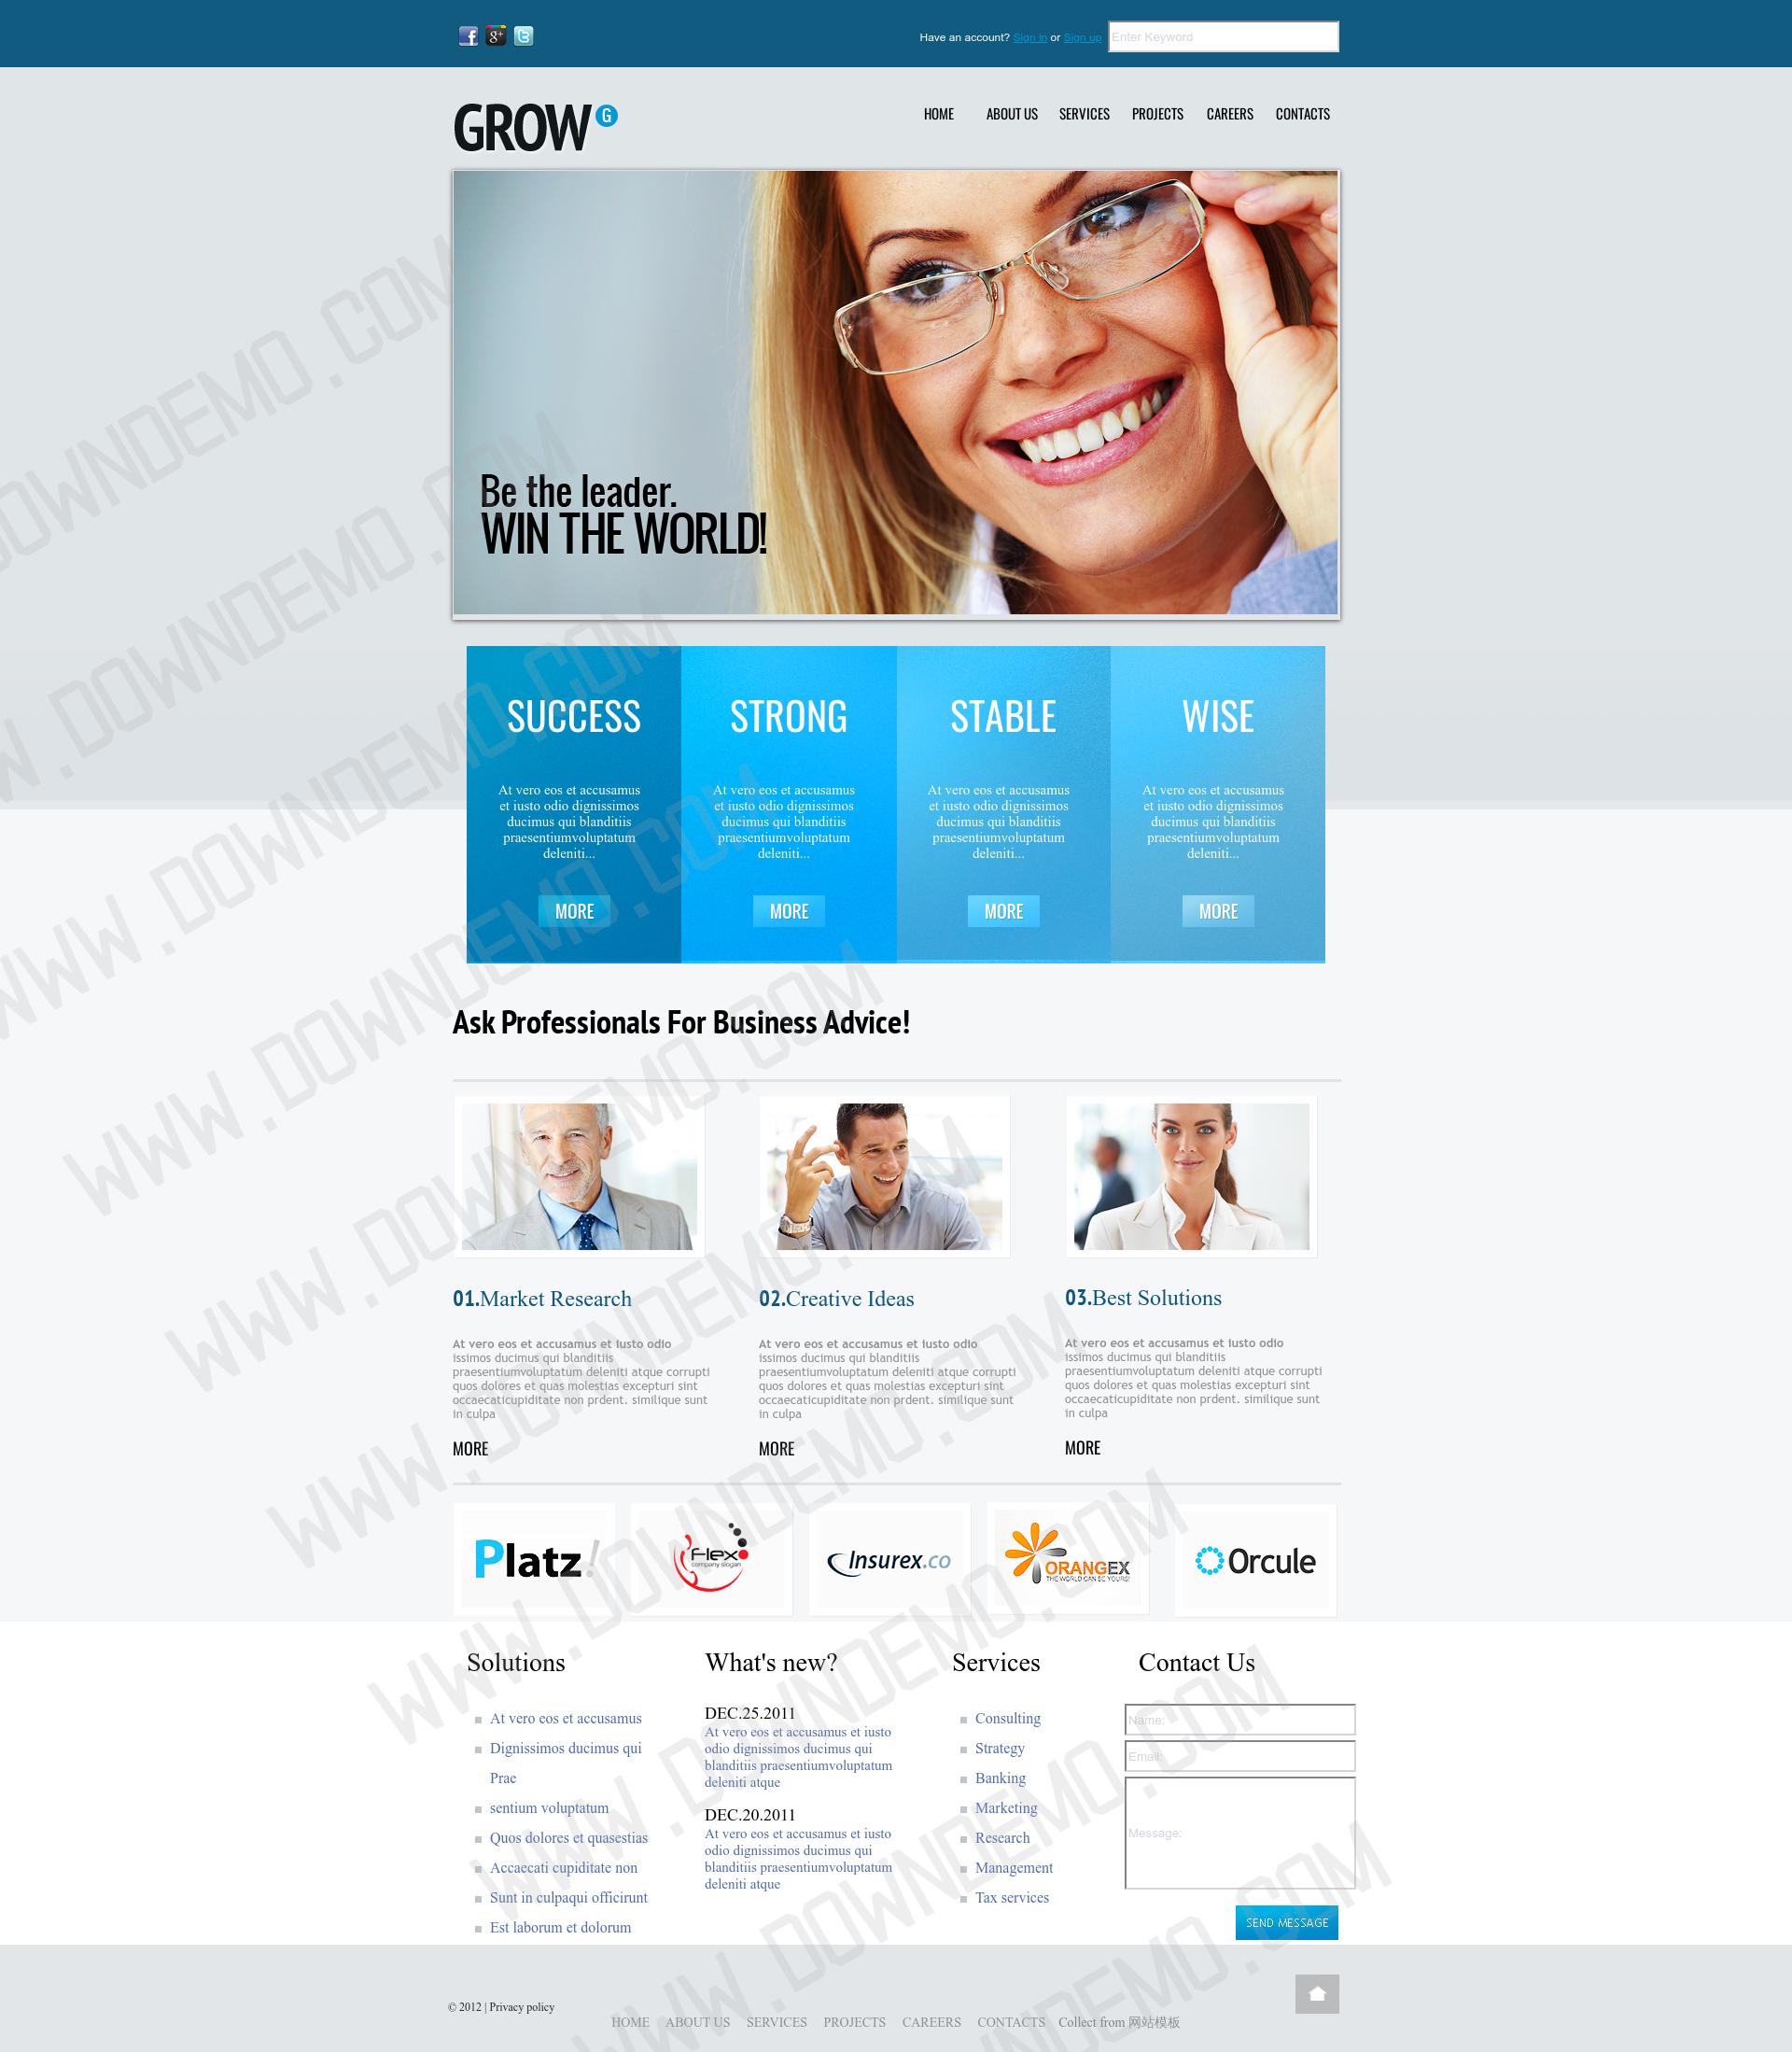 Have an account? Sign in or Sign up
Enter Keyword
GROW G
HOME ABOUT US SERVICES PROJECTS CAREERS CONTACTS
Be the leader.
WIN THE WORLD!
SUCCESS
At vero eos et accusamus
et iusto odio dignissimos
ducimus qui blanditiis
praesentiumvoluptatum
deleniti...
MORE
STRONG
At vero eos et accusamus
et iusto odio dignissimos
ducimus qui blanditiis
praesentiumvoluptatum
deleniti...
MORE
STABLE
At vero eos et accusamus
et iusto odio dignissimos
ducimus qui blanditiis
praesentiumvoluptatum
deleniti...
MORE
WISE
At vero eos et accusamus
et iusto odio dignissimos
ducimus qui blanditiis
praesentiumvoluptatum
deleniti...
MORE
Ask Professionals For Business Advice!
01.Market Research
At vero eos et accusamus et iusto odio
issimos ducimus qui blanditiis
praesentiumvoluptatum deleniti atque corrupti
quos dolores et quas molestias excepturi sint
occaecaticupiditate non prdent. similique sunt
in culpa
MORE
02.Creative Ideas
At vero eos et accusamus et iusto odio
issimos ducimus qui blanditiis
praesentiumvoluptatum deleniti atque corrupti
quos dolores et quas molestias excepturi sint
occaecaticupiditate non prdent. similique sunt
in culpa
MORE
03.Best Solutions
At vero eos et accusamus et iusto odio
issimos ducimus qui blanditiis
praesentiumvoluptatum deleniti atque corrupti
quos dolores et quas molestias excepturi sint
occaecaticupiditate non prdent. similique sunt
in culpa
MORE
Platz!
Flex
company slogan
Insurex.co
ORANGEX
THE WORLD CAN BE YOURS!
Orcule
Solutions
At vero eos et accusamus
Dignissimos ducimus qui
Prae
sentium voluptatum
Quos dolores et quasestias
Accaecati cupiditate non
Sunt in culpaqui officirunt
Est laborum et dolorum
What's new?
DEC.25.2011
At vero eos et accusamus et iusto
odio dignissimos ducimus qui
blanditiis praesentiumvoluptatum
deleniti atque
DEC.20.2011
At vero eos et accusamus et iusto
odio dignissimos ducimus qui
blanditiis praesentiumvoluptatum
deleniti atque
Services
Consulting
Strategy
Banking
Marketing
Research
Management
Tax services
Contact Us
Name:
Email:
Message:
SEND MESSAGE
© 2012 | Privacy policy
HOME ABOUT US SERVICES PROJECTS CAREERS CONTACTS Collect from 网站模板
WWW.DOWNDEMO.COM